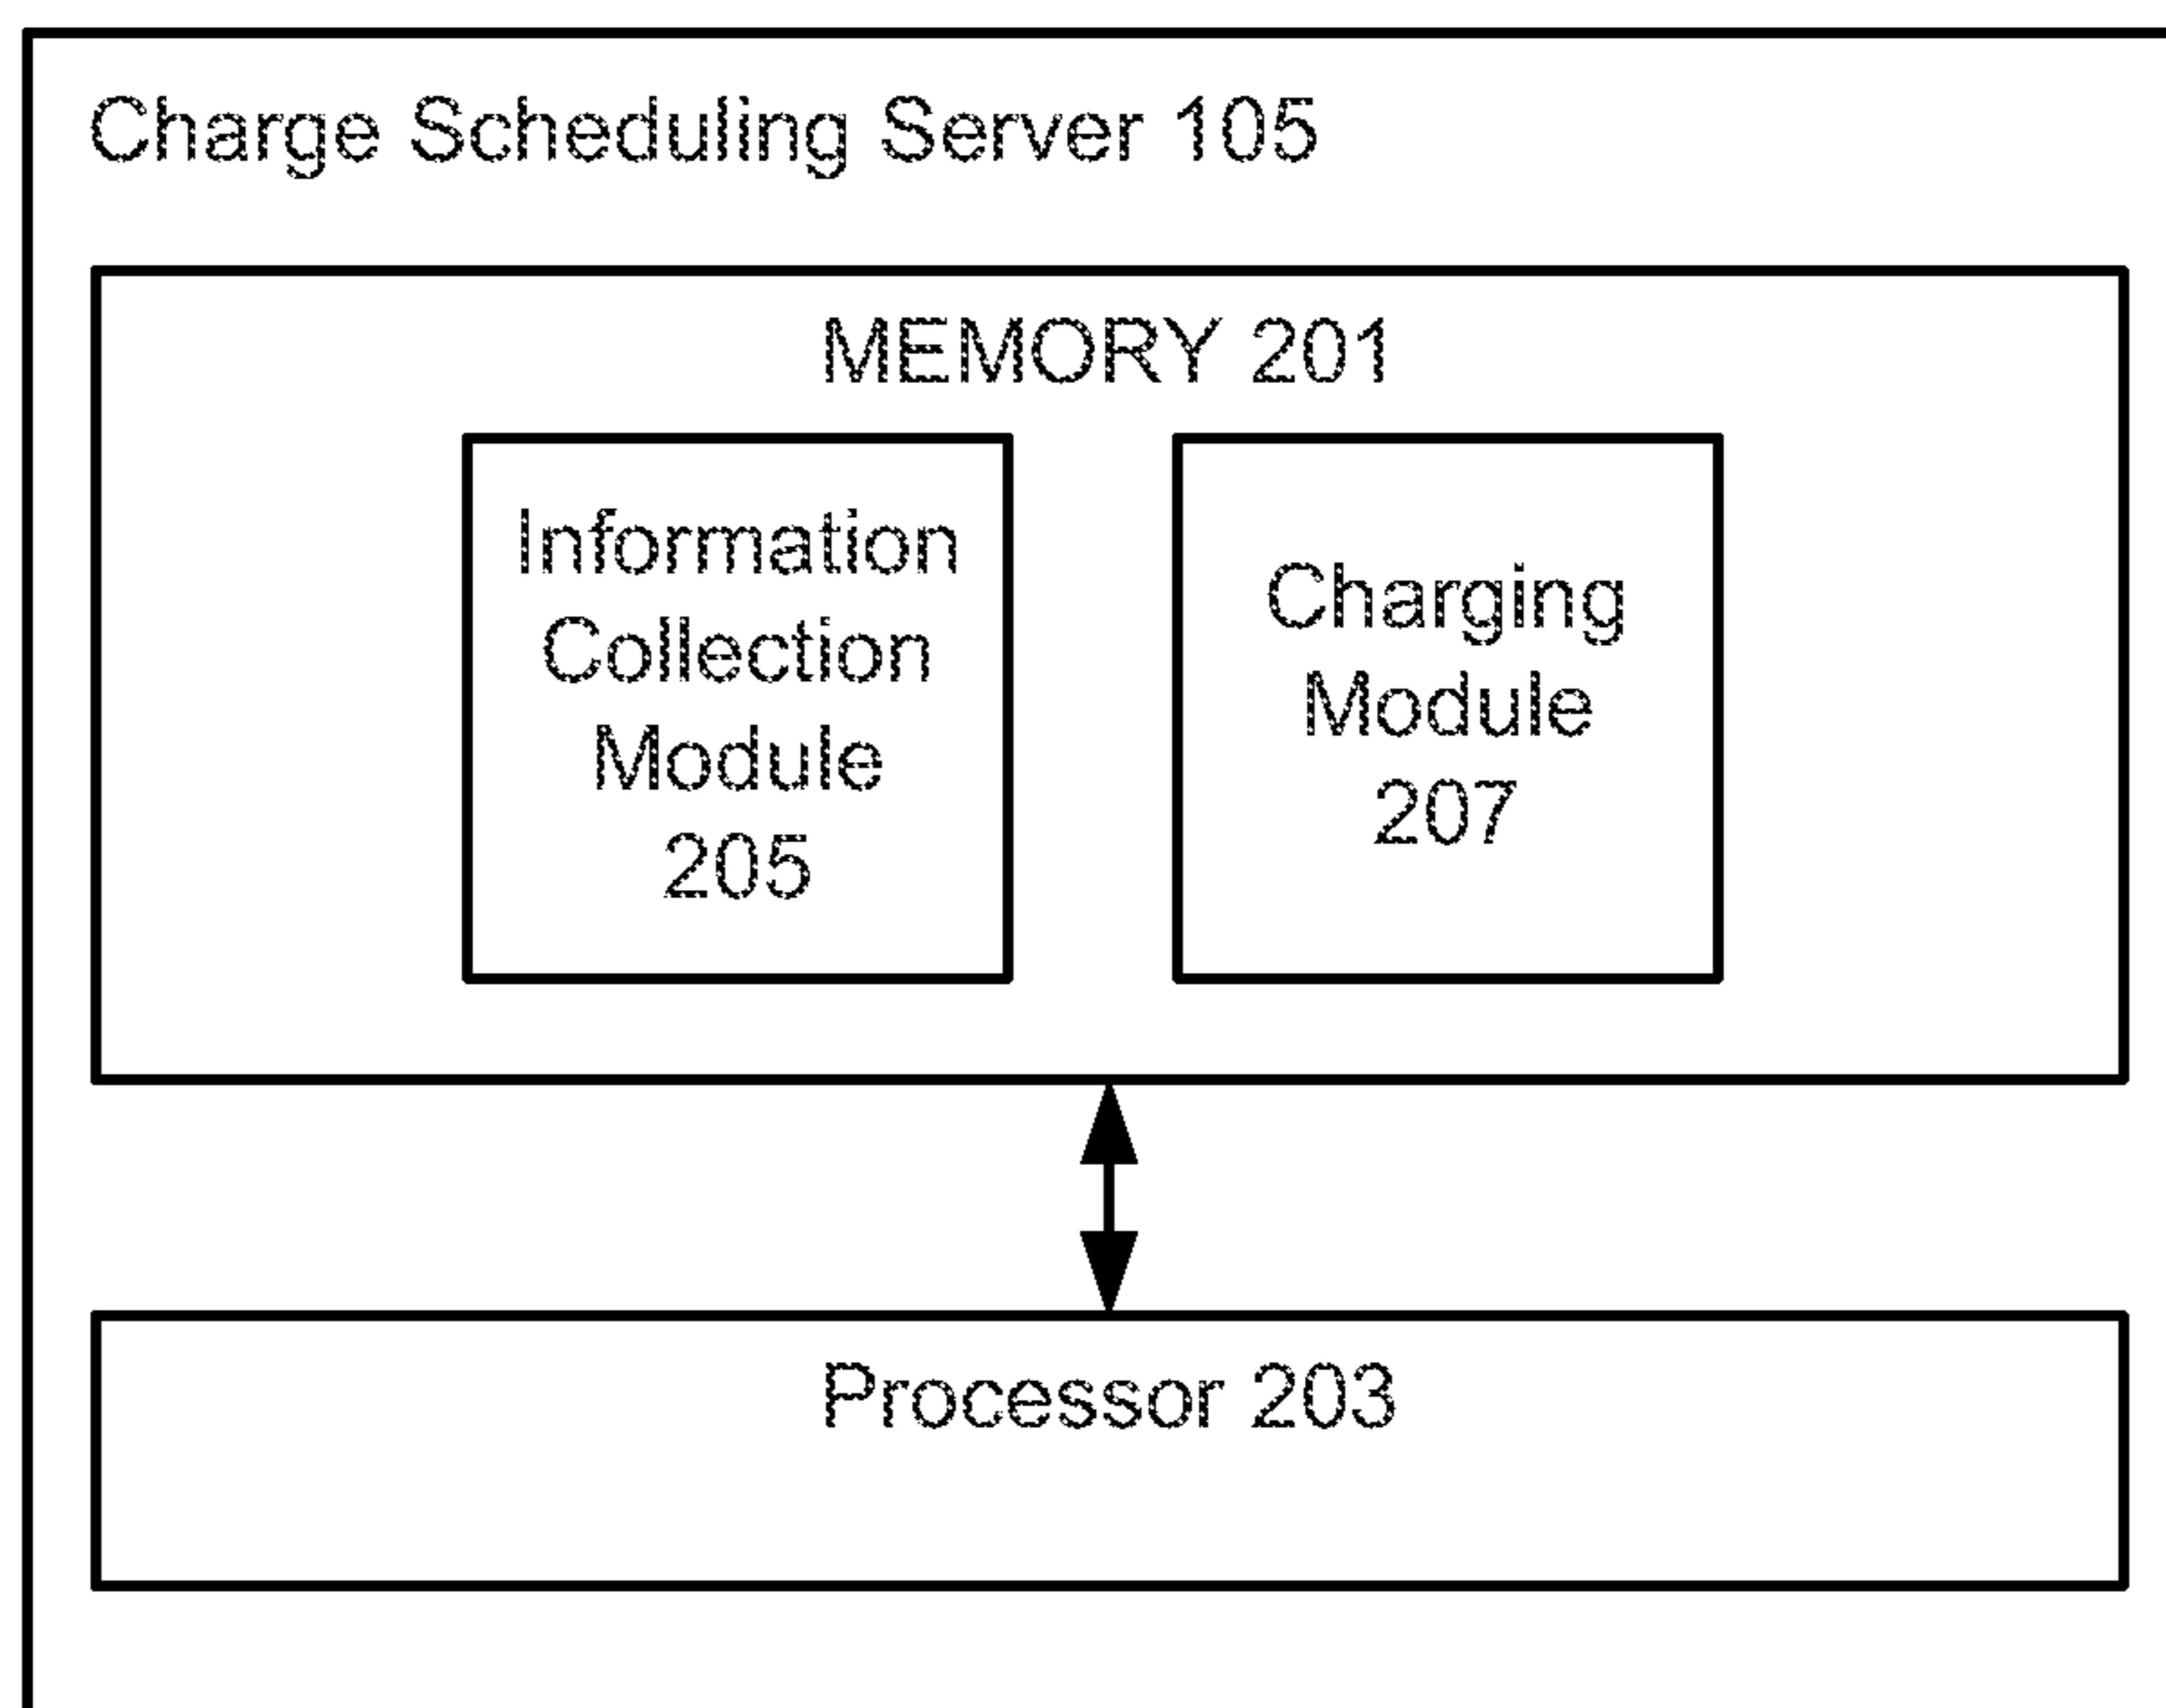 Charge Scheduling Server 105
MEMORY 201
Information
Collection
Module
205
Charging
Module
207
Processor 203